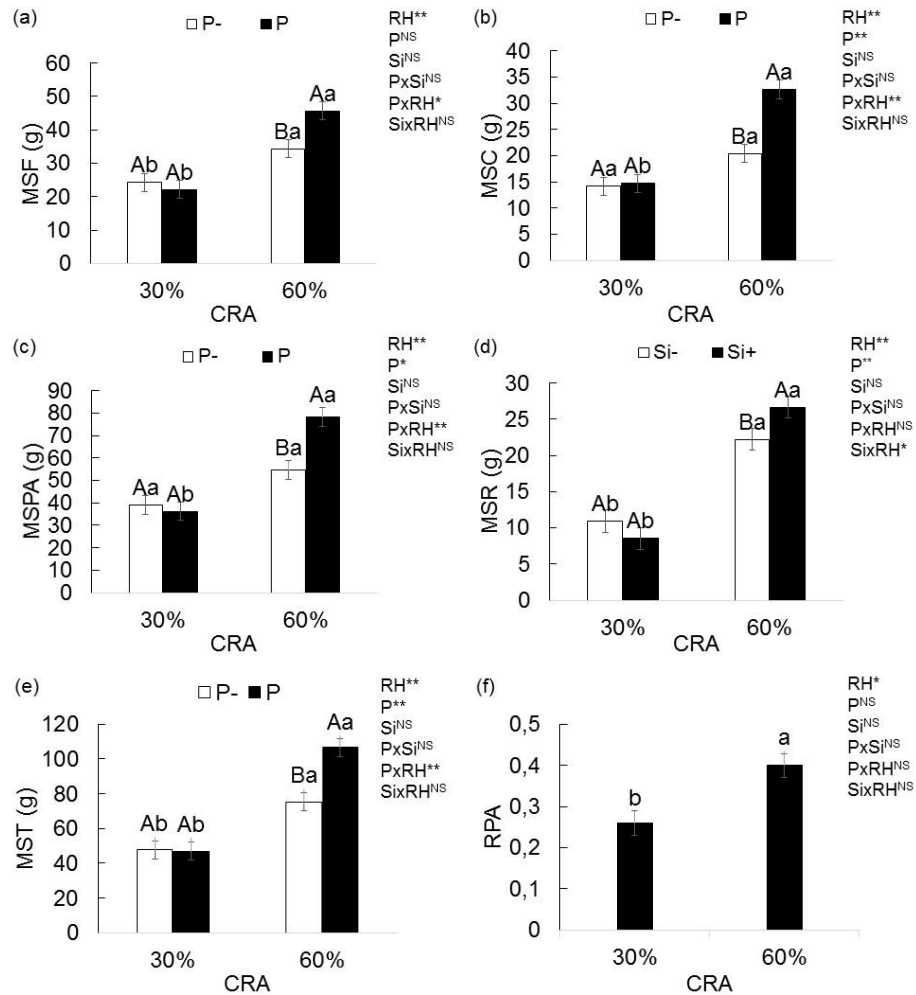 (a)
P- P
RH**
P^NS
Si^NS
PxSi^NS
PxRH*
SixRH^NS
MSF (g)
60
50
40
30
20
10
0
Ab Ab Ba Aa
30% 60%
CRA
(b)
P- P
RH**
P**
Si^NS
PxSi^NS
PxRH**
SixRH^NS
MSC (g)
40
35
30
25
20
15
10
5
0
Aa Ab Ba Aa
30% 60%
CRA
(c)
P- P
RH**
P*
Si^NS
PxSi^NS
PxRH**
SixRH^NS
MSPA (g)
90
80
70
60
50
40
30
20
10
0
Aa Ab Ba Aa
30% 60%
CRA
(d)
Si- Si+
RH**
P**
Si^NS
PxSi^NS
PxRH^NS
SixRH*
MSR (g)
30
25
20
15
10
5
0
Ab Ab Ba Aa
30% 60%
CRA
(e)
P- P
RH**
P**
Si^NS
PxSi^NS
PxRH**
SixRH^NS
MST (g)
120
100
80
60
40
20
0
Ab Ab Ba Aa
30% 60%
CRA
(f)
RH*
P^NS
Si^NS
PxSi^NS
PxRH^NS
SixRH^NS
RPA
0,5
0,4
0,3
0,2
0,1
0
b a
30% 60%
CRA